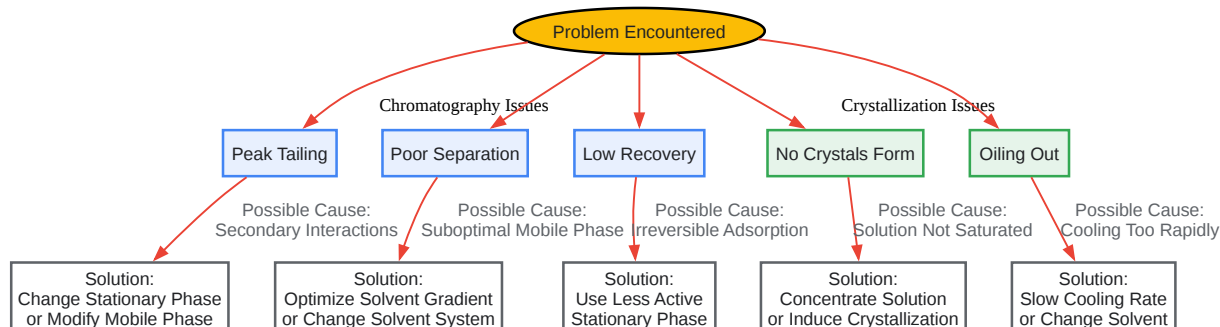 Problem Encountered
Chromatography Issues
Crystallization Issues
Peak Tailing
Poor Separation
Low Recovery
No Crystals Form
Oiling Out
Possible Cause:
Secondary Interactions
Possible Cause:
Suboptimal Mobile Phase
Possible Cause:
Irreversible Adsorption
Possible Cause:
Solution Not Saturated
Possible Cause:
Cooling Too Rapidly
Solution:
Change Stationary Phase
or Modify Mobile Phase
Solution:
Optimize Solvent Gradient
or Change Solvent System
Solution:
Use Less Active
Stationary Phase
Solution:
Concentrate Solution
or Induce Crystallization
Solution:
Slow Cooling Rate
or Change Solvent